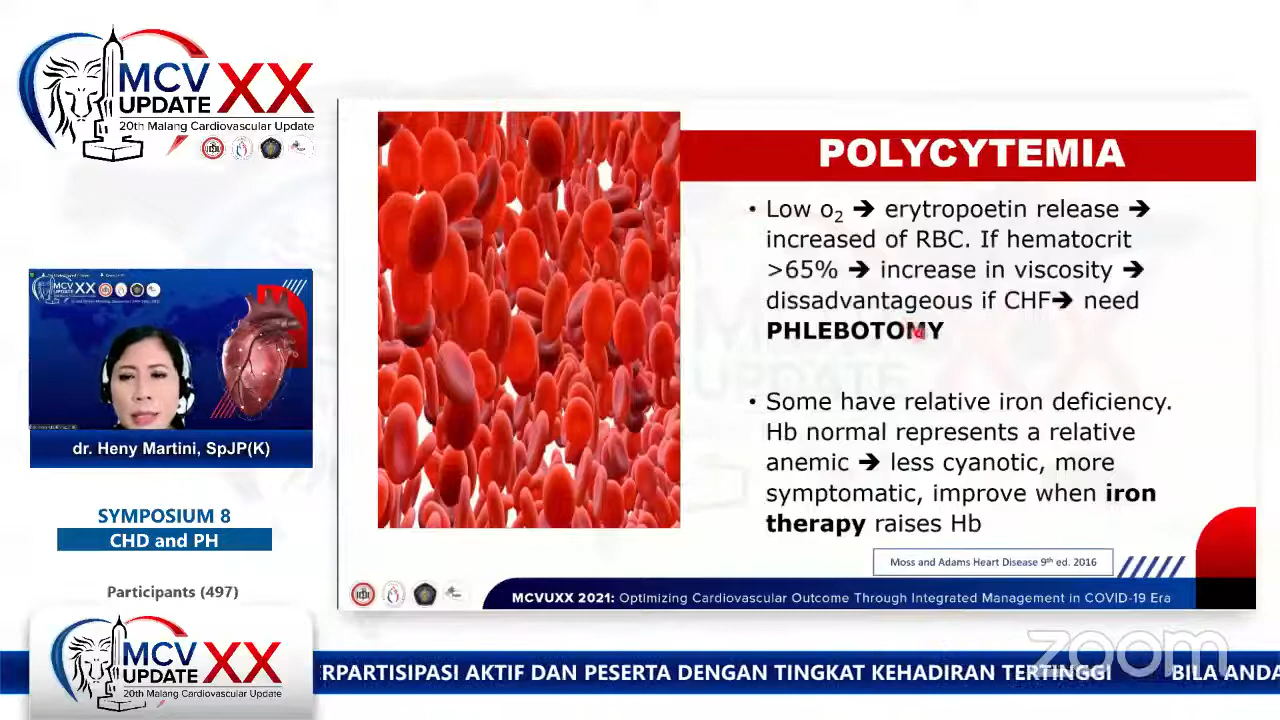 MCV XX
UPDATE
20th Malang Cardiovascular Update
POLYCYTEMIA
• Low o₂ ➔ erytropoetin release ➔
increased of RBC. If hematocrit
>65% ➔ increase in viscosity ➔
dissadvantageous if CHF➔ need
PHLEBOTOMY
• Some have relative iron deficiency.
Hb normal represents a relative
anemic ➔ less cyanotic, more
symptomatic, improve when iron
therapy raises Hb
Moss and Adams Heart Disease 9th ed. 2016
MCVUXX 2021: Optimizing Cardiovascular Outcome Through Integrated Management in COVID-19 Era
MCV XX
UPDATE
dr. Heny Martini, SpJP(K)
SYMPOSIUM 8
CHD and PH
Participants (497)
MCV XX
UPDATE
20th Malang Cardiovascular Update
zoom
ERPARTISIPASI AKTIF DAN PESERTA DENGAN TINGKAT KEHADIRAN TERTINGGI BILA ANDA